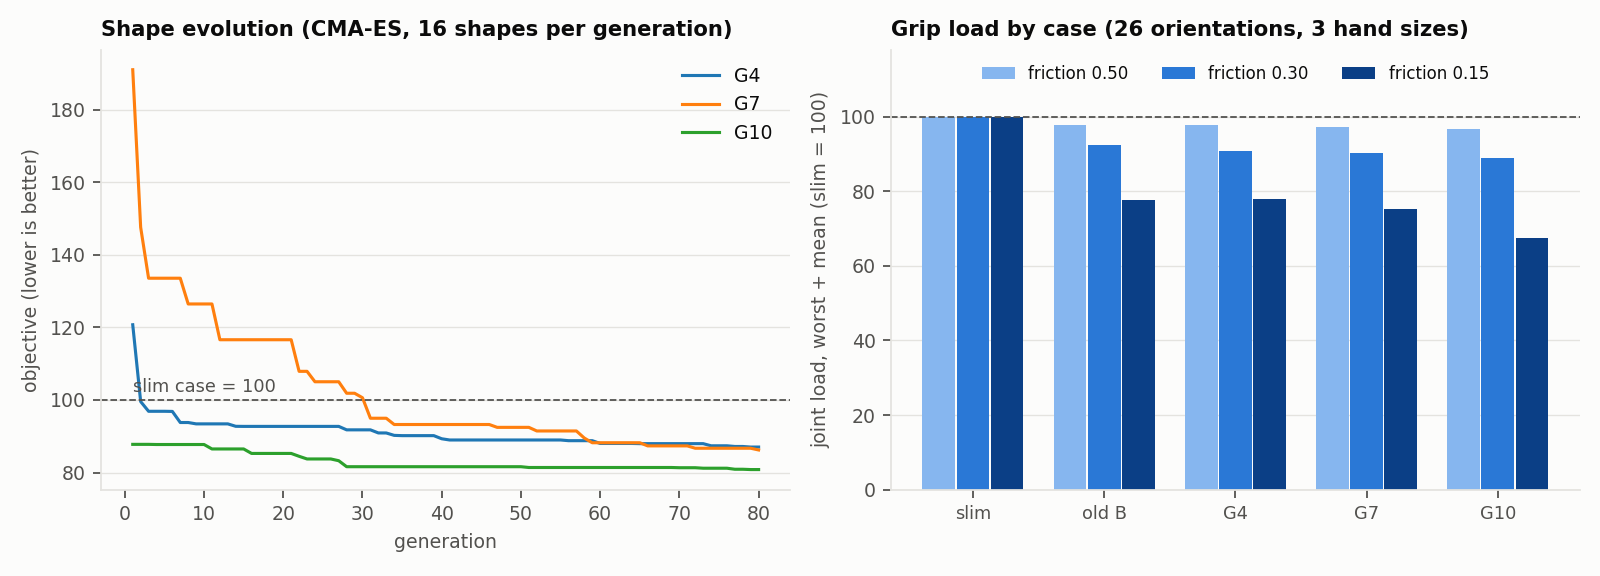 Shape evolution (CMA-ES, 16 shapes per generation)
objective (lower is better)
180
160
140
120
100
80
G4
G7
G10
slim case = 100
0 10 20 30 40 50 60 70 80
generation
Grip load by case (26 orientations, 3 hand sizes)
joint load, worst + mean (slim = 100)
friction 0.50 friction 0.30 friction 0.15
100
80
60
40
20
0
slim old B G4 G7 G10